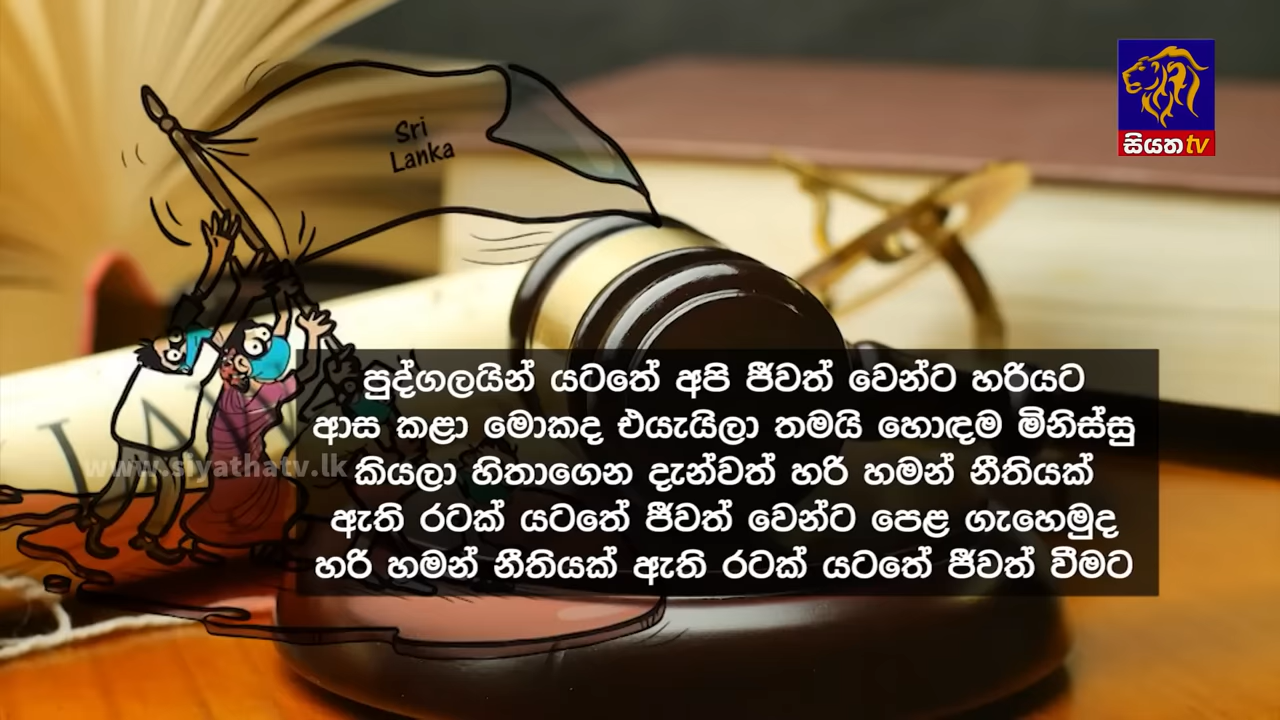 සියත tv
Sri
Lanka
LAW
පුද්ගලයින් යටතේ අපි ජීවත් වෙන්ට හරියට
ආස කළා මොකද එයැයිලා තමයි හොඳම මිනිස්සු
කියලා හිතාගෙන දැන්වත් හරි හමන් නීතියක්
ඇති රටක් යටතේ ජීවත් වෙන්ට පෙළ ගැහෙමුද
හරි හමන් නීතියක් ඇති රටක් යටතේ ජීවත් වීමට
www.siyathatv.lk